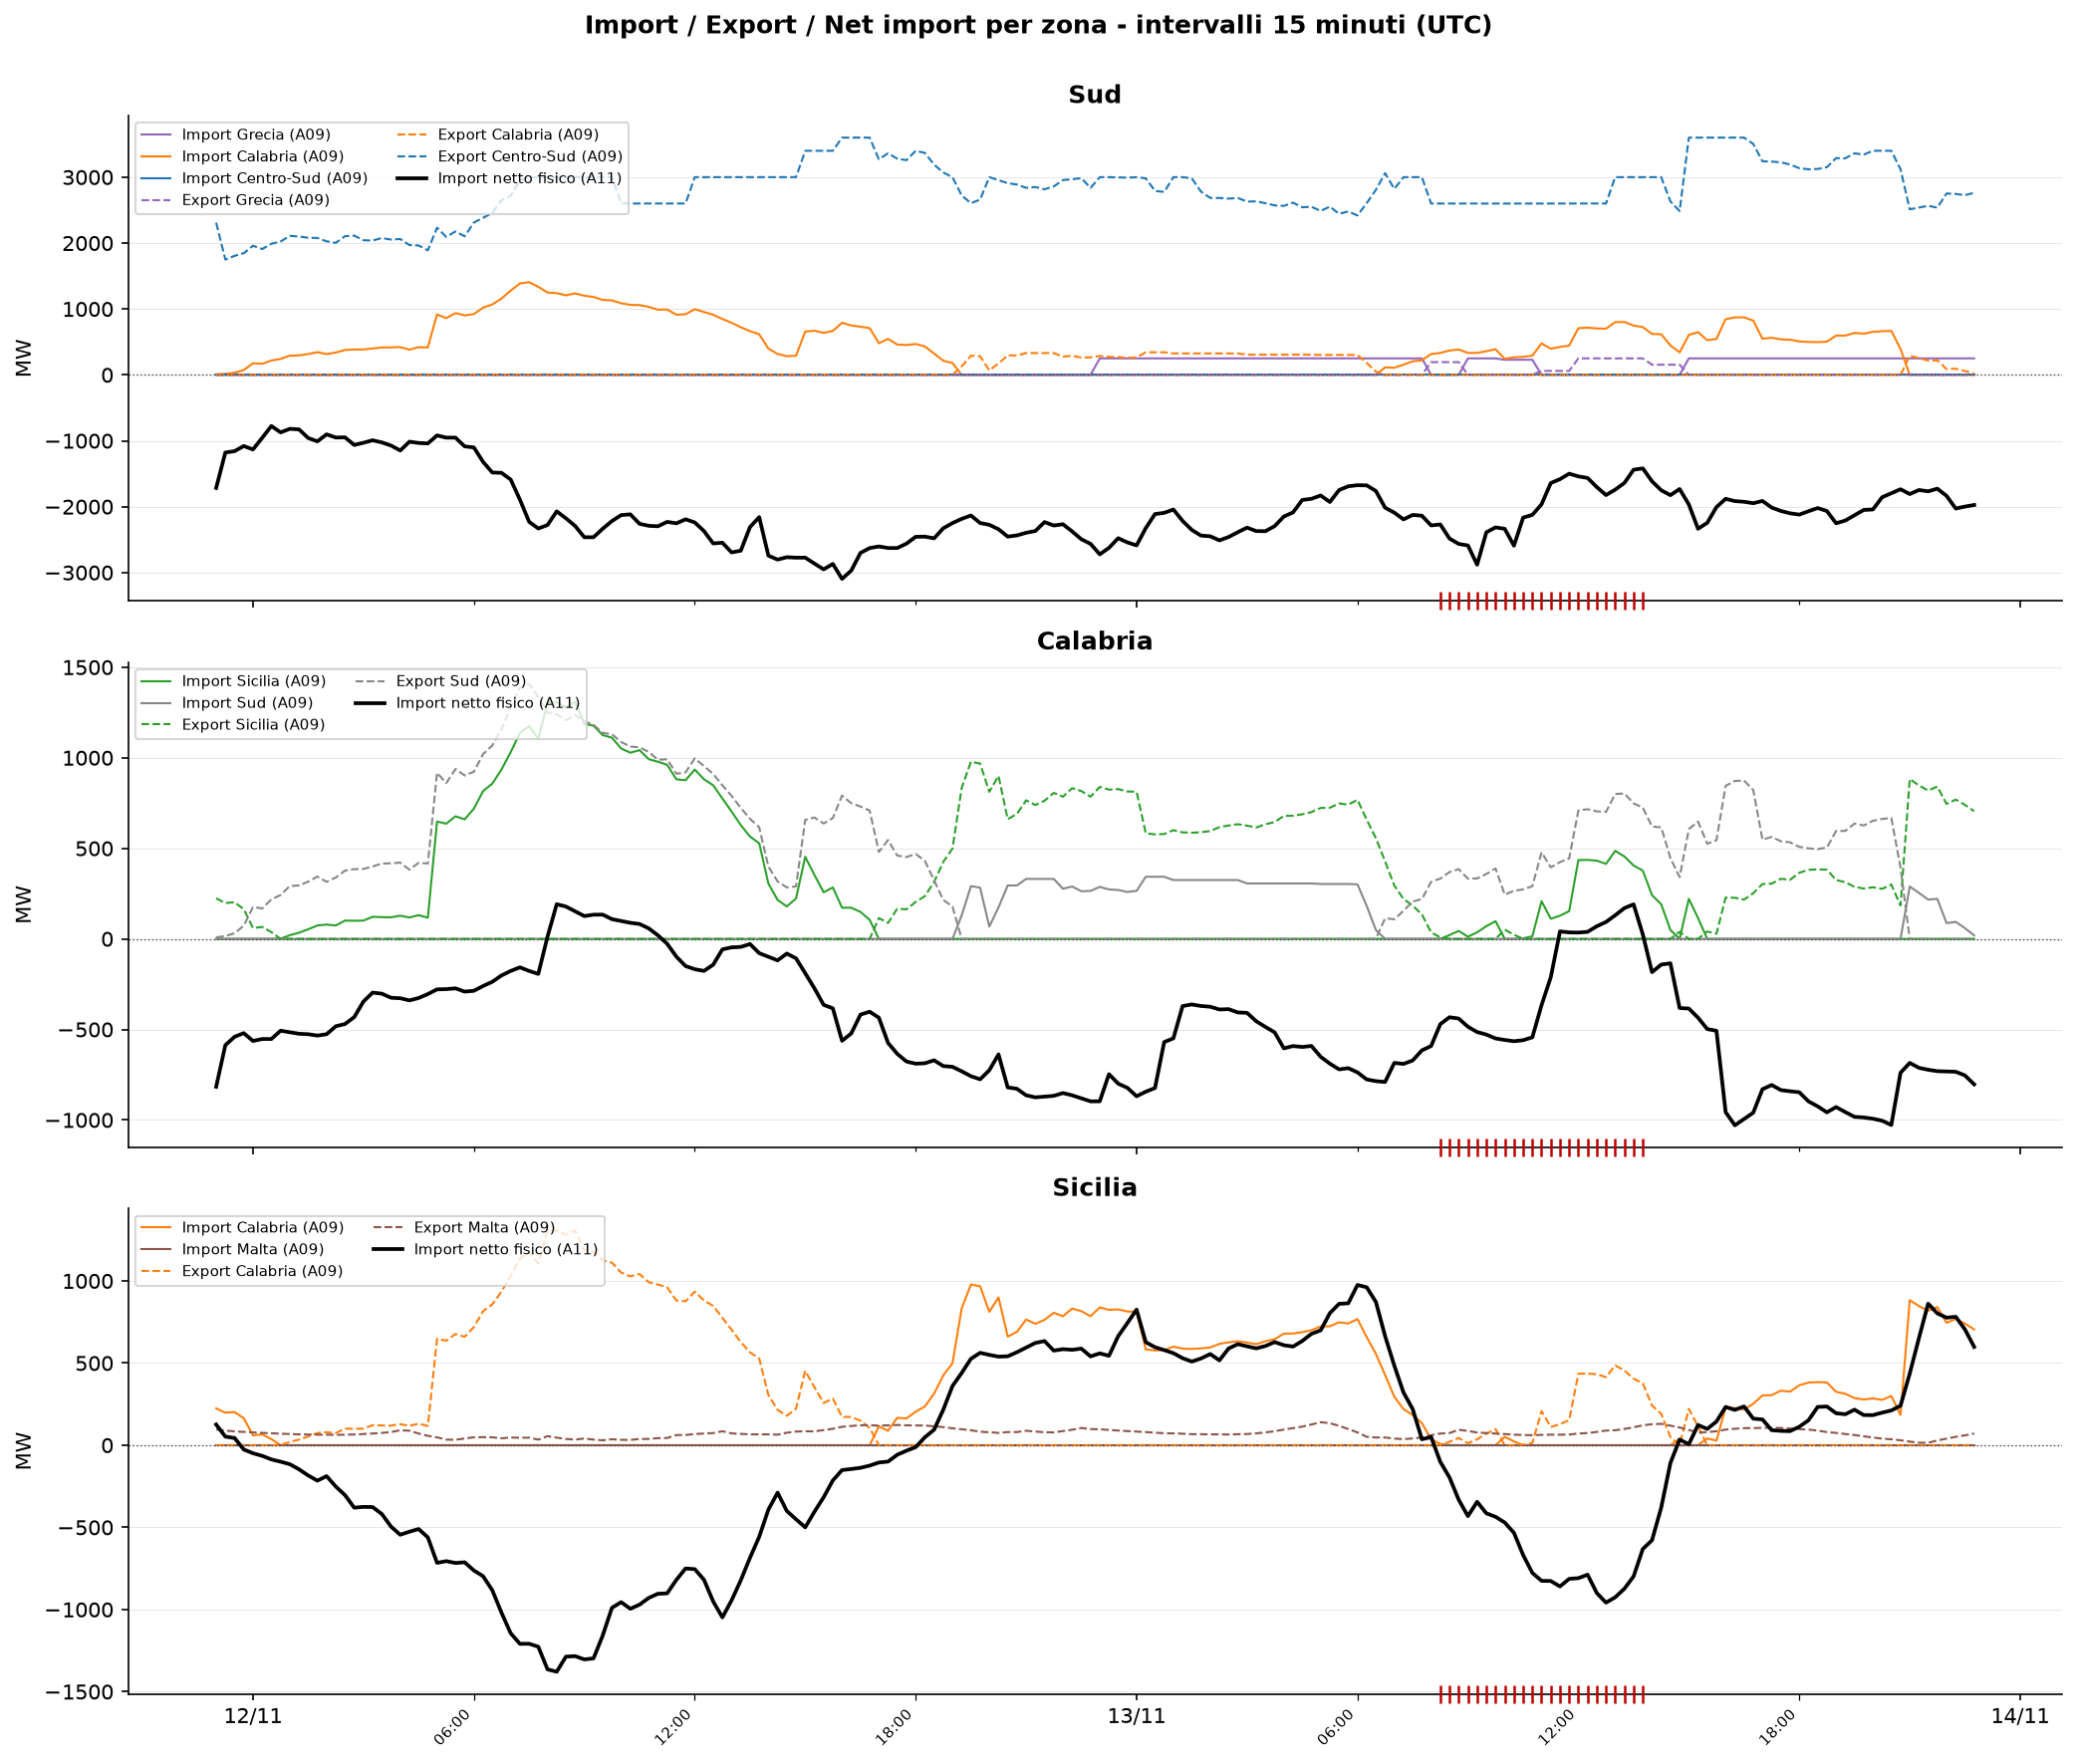 Import / Export / Net import per zona - intervalli 15 minuti (UTC)
Sud
Import Grecia (A09)
Import Calabria (A09)
Import Centro-Sud (A09)
Export Grecia (A09)
Export Calabria (A09)
Export Centro-Sud (A09)
Import netto fisico (A11)
MW
3000
2000
1000
0
−1000
−2000
−3000
Calabria
Import Sicilia (A09)
Import Sud (A09)
Export Sicilia (A09)
Export Sud (A09)
Import netto fisico (A11)
MW
1500
1000
500
0
−500
−1000
Sicilia
Import Calabria (A09)
Import Malta (A09)
Export Calabria (A09)
Export Malta (A09)
Import netto fisico (A11)
MW
1000
500
0
−500
−1000
−1500
12/11
06:00
12:00
18:00
13/11
06:00
12:00
18:00
14/11